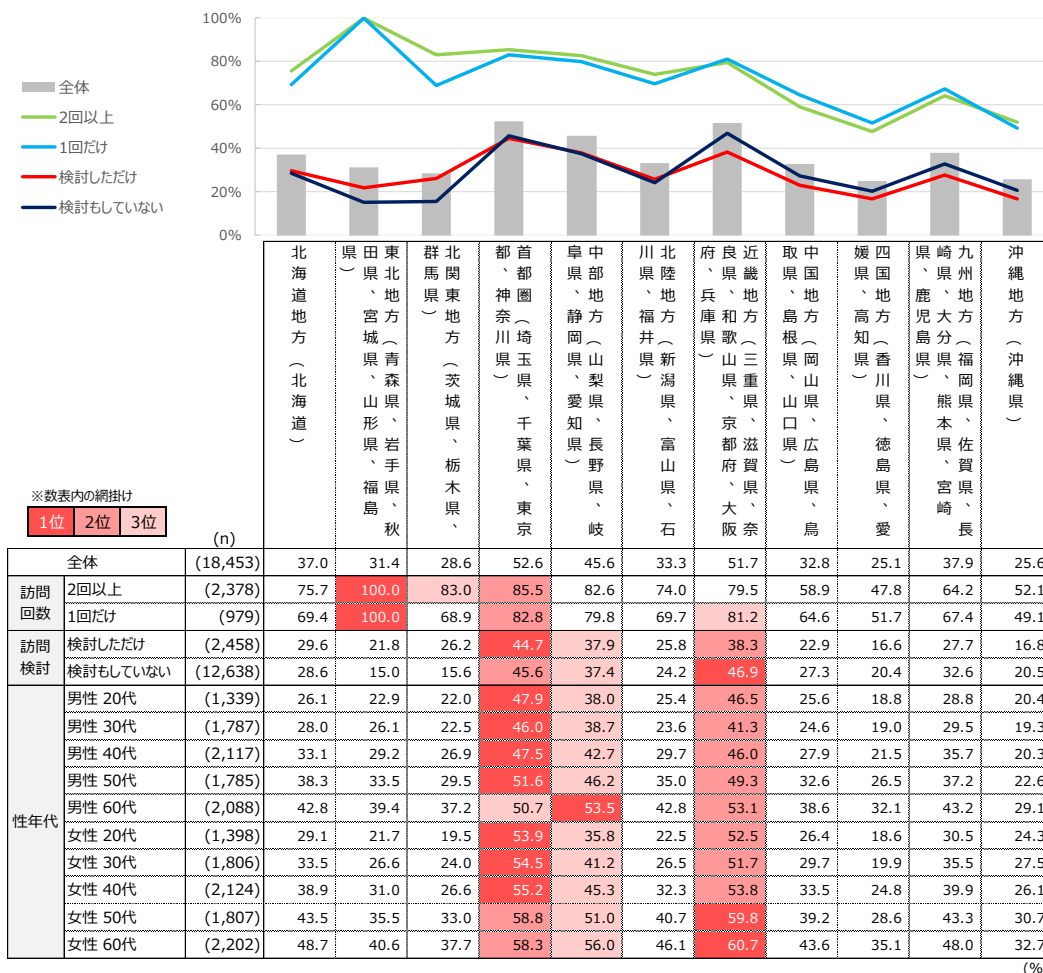 100%
80%
60%
40%
20%
0%
全体
2回以上
1回だけ
検討しただけ
検討もしていない
北海道地方（北海道）
東北地方（青森県、岩手県、秋
田県、宮城県、山形県、福島
県）
北関東地方（茨城県、栃木県、
群馬県）
首都圏（埼玉県、千葉県、東京
都、神奈川県）
中部地方（山梨県、長野県、岐
阜県、静岡県、愛知県）
北陸地方（新潟県、富山県、石
川県、福井県）
近畿地方（三重県、滋賀県、奈
良県、和歌山県、京都府、大阪
府、兵庫県）
中国地方（岡山県、広島県、鳥
取県、島根県、山口県）
四国地方（香川県、徳島県、愛
媛県、高知県）
九州地方（福岡県、佐賀県、長
崎県、大分県、熊本県、宮崎
県、鹿児島県）
沖縄地方（沖縄県）
※数表内の網掛け
1位 2位 3位
(n)
全体 (18,453) 37.0 31.4 28.6 52.6 45.6 33.3 51.7 32.8 25.1 37.9 25.6
訪問回数 2回以上 (2,378) 75.7 100.0 83.0 85.5 82.6 74.0 79.5 58.9 47.8 64.2 52.1
1回だけ (979) 69.4 100.0 68.9 82.8 79.8 69.7 81.2 64.6 51.7 67.4 49.1
訪問検討 検討しただけ (2,458) 29.6 21.8 26.2 44.7 37.9 25.8 38.3 22.9 16.6 27.7 16.8
検討もしていない (12,638) 28.6 15.0 15.6 45.6 37.4 24.2 46.9 27.3 20.4 32.6 20.5
性年代 男性 20代 (1,339) 26.1 22.9 22.0 47.9 38.0 25.4 46.5 25.6 18.8 28.8 20.4
男性 30代 (1,787) 28.0 26.1 22.5 46.0 38.7 23.6 41.3 24.6 19.0 29.5 19.3
男性 40代 (2,117) 33.1 29.2 26.9 47.5 42.7 29.7 46.0 27.9 21.5 35.7 20.3
男性 50代 (1,785) 38.3 33.5 29.5 51.6 46.2 35.0 49.3 32.6 26.5 37.2 22.6
男性 60代 (2,088) 42.8 39.4 37.2 50.7 53.5 42.8 53.1 38.6 32.1 43.2 29.1
女性 20代 (1,398) 29.1 21.7 19.5 53.9 35.8 22.5 52.5 26.4 18.6 30.5 24.3
女性 30代 (1,806) 33.5 26.6 24.0 54.5 41.2 26.5 51.7 29.7 19.9 35.5 27.5
女性 40代 (2,124) 38.9 31.0 26.6 55.2 45.3 32.3 53.8 33.5 24.8 39.9 26.1
女性 50代 (1,807) 43.5 35.5 33.0 58.8 51.0 40.7 59.8 39.2 28.6 43.3 30.7
女性 60代 (2,202) 48.7 40.6 37.7 58.3 56.0 46.1 60.7 43.6 35.1 48.0 32.7
(%